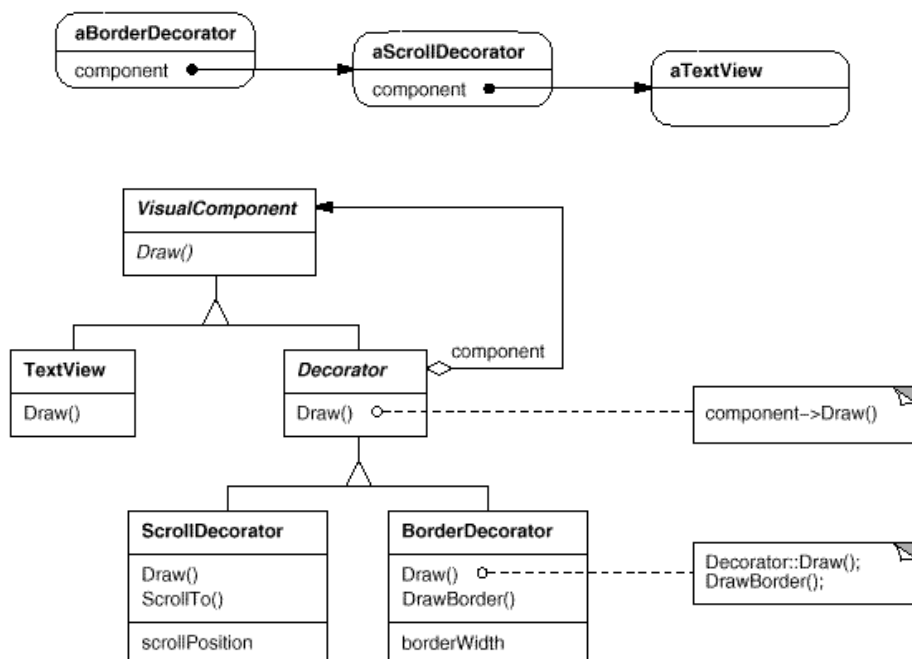 aBorderDecorator
component
aScrollDecorator
component
aTextView
VisualComponent
Draw()
component
TextView
Draw()
Decorator
Draw()
component–>Draw()
ScrollDecorator
Draw()
ScrollTo()
scrollPosition
BorderDecorator
Draw()
DrawBorder()
borderWidth
Decorator::Draw();
DrawBorder();